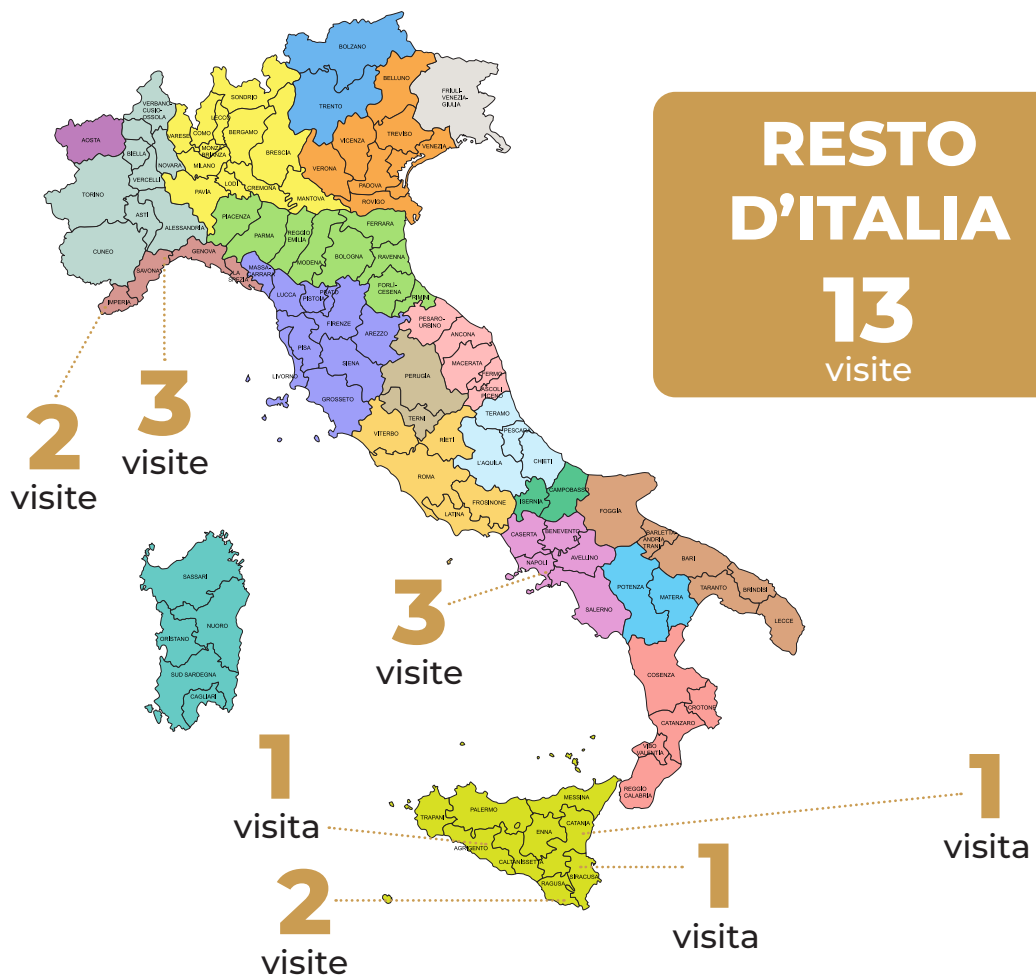 BOLZANO
BELLUNO
FRIULI-
VENEZIA-
GIULIA
TRENTO
SONDRIO
VERBANO-
CUSIO-
OSSOLA
LECCO
COMO
VARESE
BERGAMO
TREVISO
VICENZA
VENEZIA
AOSTA
MONZA
BRIANZA
BRESCIA
BIELLA
NOVARA
MILANO
VERONA
VERCELLI
PADOVA
TORINO
PAVIA
LODI
CREMONA
MANTOVA
ROVIGO
ASTI
ALESSANDRIA
PIACENZA
PARMA
REGGIO
EMILIA
FERRARA
CUNEO
MODENA
BOLOGNA
RAVENNA
GENOVA
SAVONA
LA
SPEZIA
MASSA-
CARRARA
FORLI-
CESENA
RIMINI
IMPERIA
LUCCA
PISTOIA
PRATO
FIRENZE
PESARO-
URBINO
ANCONA
PISA
AREZZO
MACERATA
SIENA
PERUGIA
FERMO
LIVORNO
ASCOLI
PICENO
GROSSETO
TERNI
TERAMO
VITERBO
RIETI
PESCARA
L'AQUILA
CHIETI
ROMA
FROSINONE
LATINA
ISERNIA
CAMPOBASSO
FOGGIA
CASERTA
BENEVENTO
BARLETTA
ANDRIA
TRANI
NAPOLI
AVELLINO
BARI
POTENZA
MATERA
TARANTO
BRINDISI
SALERNO
LECCE
SASSARI
NUORO
ORISTANO
SUD SARDEGNA
CAGLIARI
COSENZA
CROTONE
CATANZARO
VIBO
VALENTIA
REGGIO
CALABRIA
MESSINA
PALERMO
TRAPANI
CATANIA
ENNA
AGRIGENTO
CALTANISSETTA
RAGUSA
SIRACUSA
RESTO
D'ITALIA
13
visite
2
visite
3
visite
3
visite
1
visita
1
visita
2
visite
1
visita